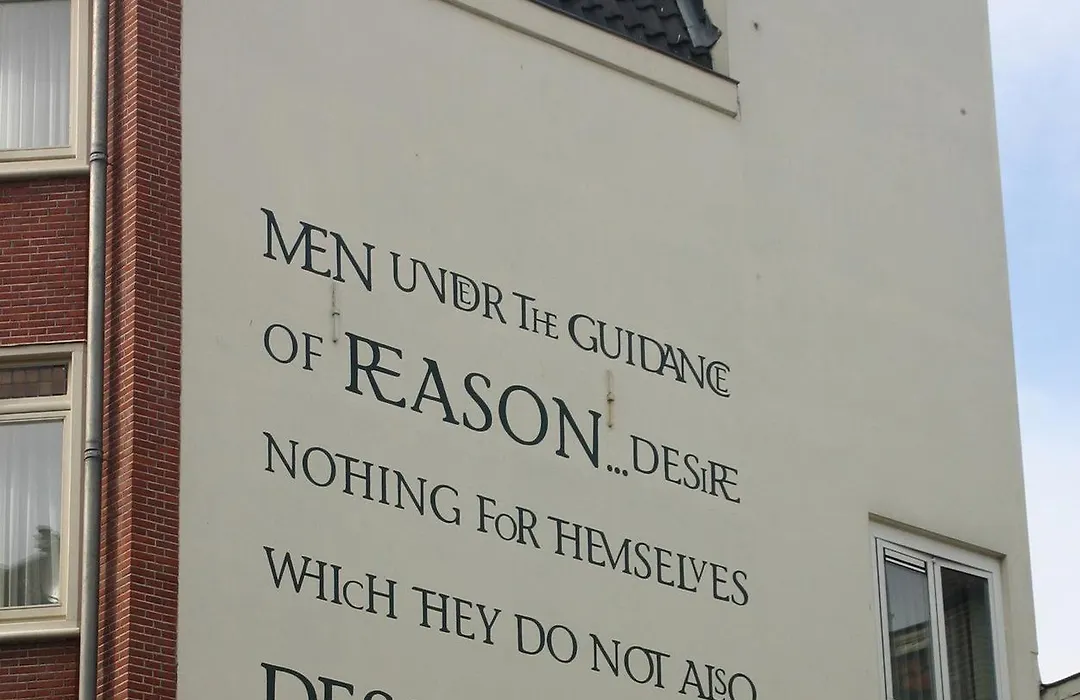 MEN UNDER THE GUIDANCE
OF REASON... DESIRE
NOTHING FOR THEMSELVES
WHICH THEY DO NOT ALSO